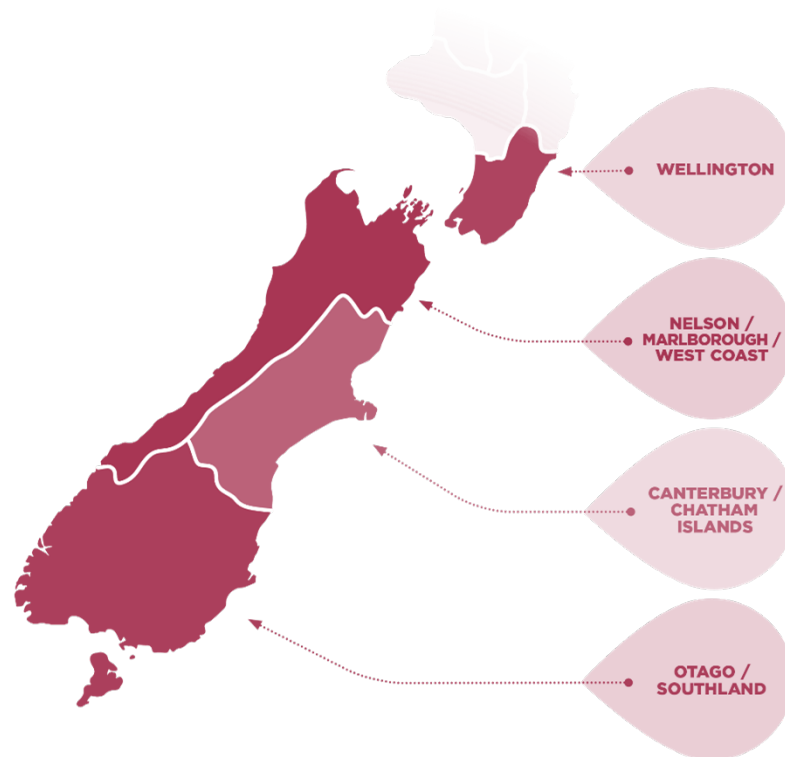 WELLINGTON
NELSON /
MARLBOROUGH /
WEST COAST
CANTERBURY /
CHATHAM
ISLANDS
OTAGO /
SOUTHLAND